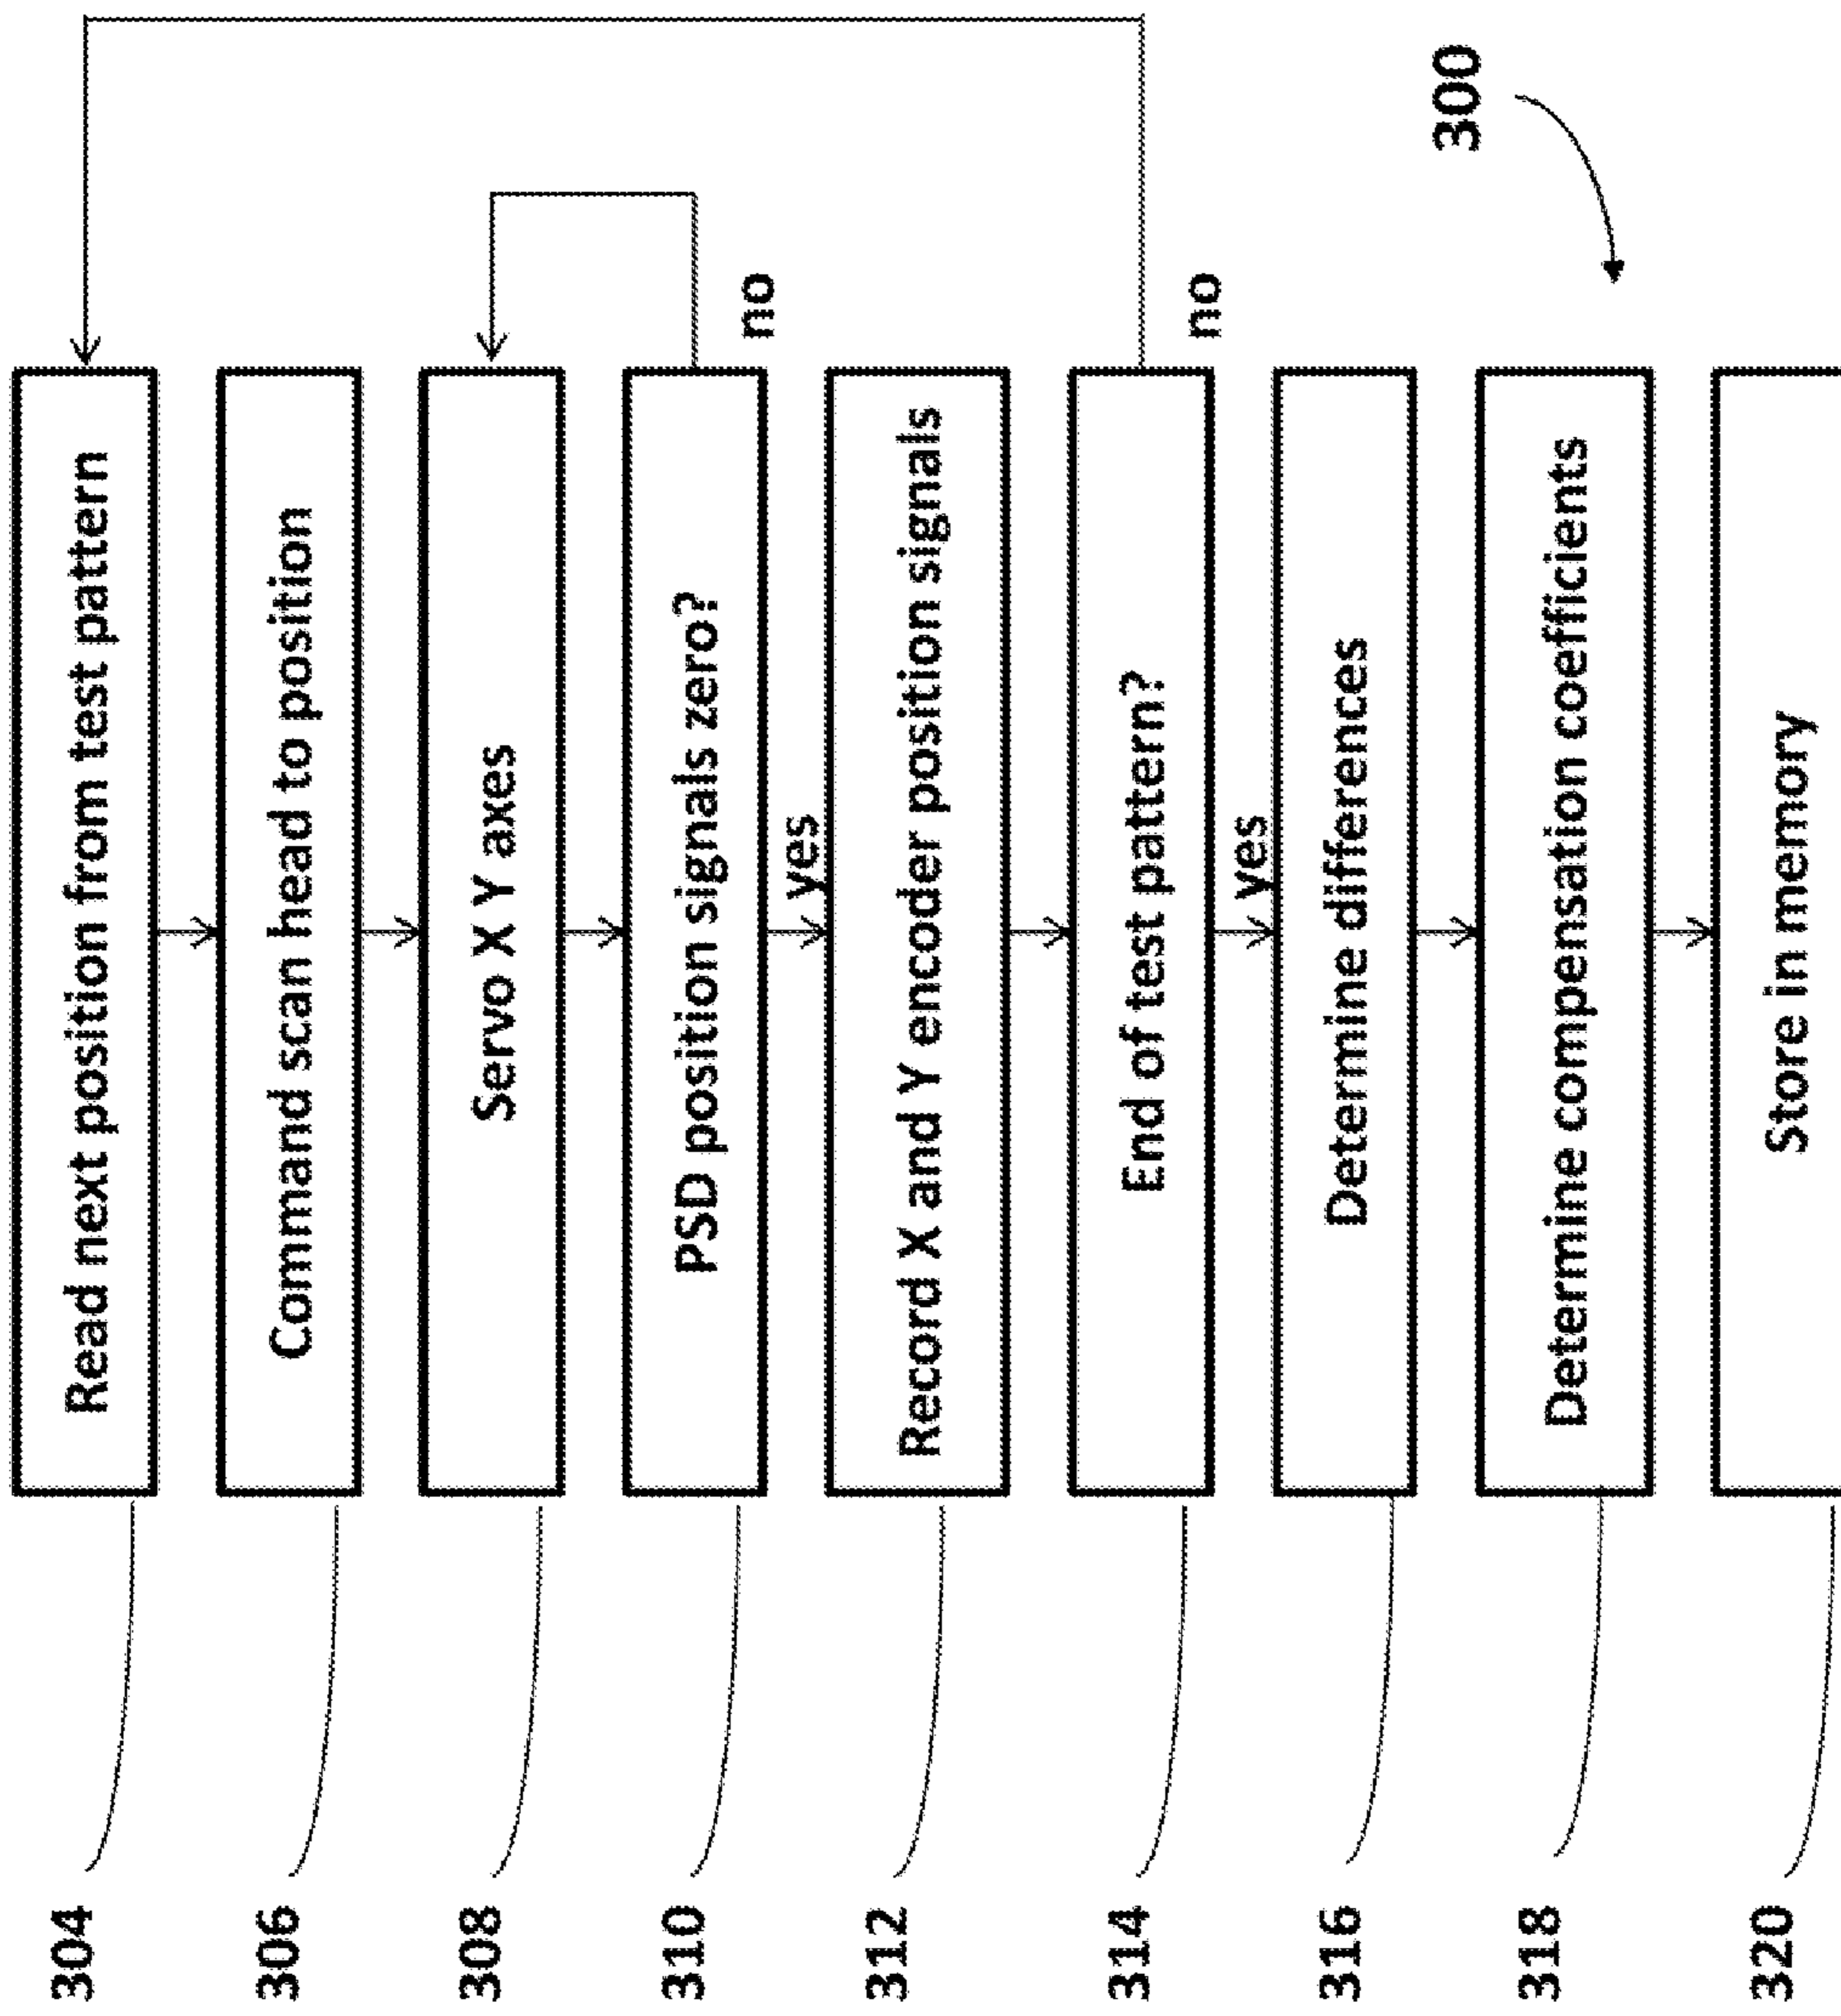 304
Read next position from test pattern
306
Command scan head to position
308
Servo X Y axes
310
PSD position signals zero?
no
yes
312
Record X and Y encoder position signals
314
End of test pattern?
no
yes
316
Determine differences
318
Determine compensation coefficients
320
Store in memory
300